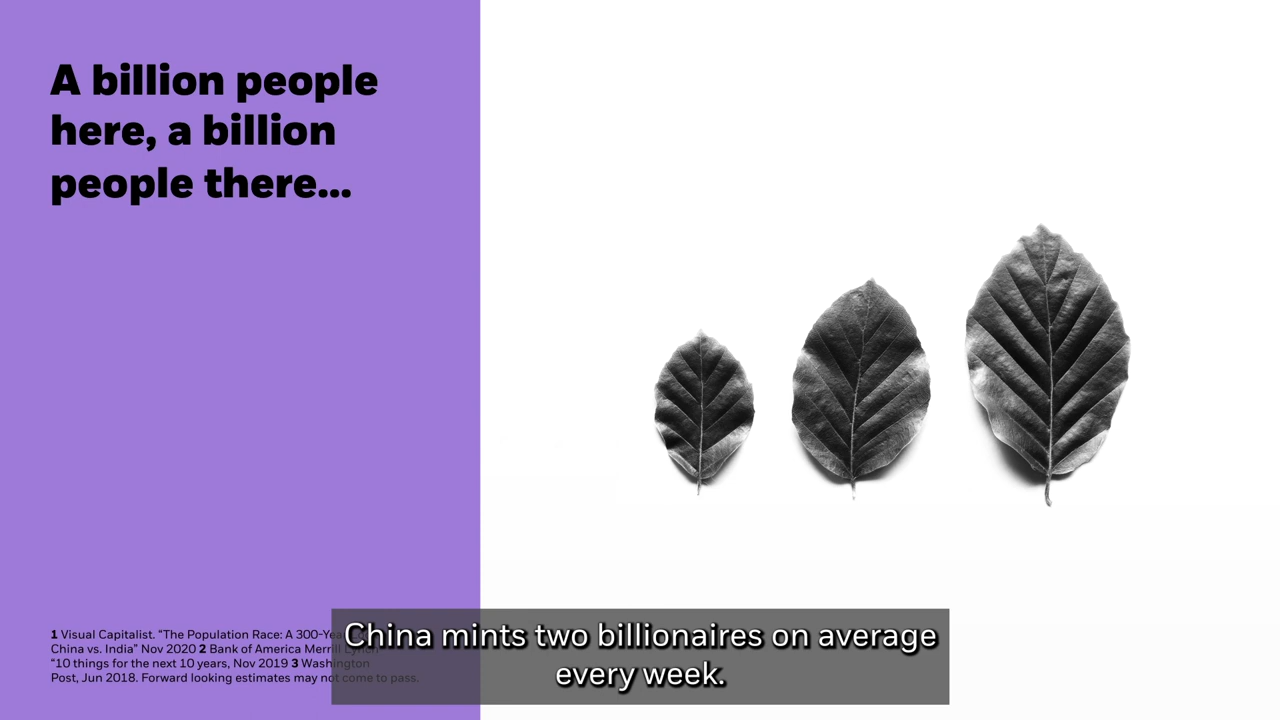 A billion people
here, a billion
people there...
1 Visual Capitalist. "The Population Race: A 300-Year
China vs. India" Nov 2020 2 Bank of America Merrill Lynch
"10 things for the next 10 years, Nov 2019 3 Washington
Post, Jun 2018. Forward looking estimates may not come to pass.
China mints two billionaires on average
every week.